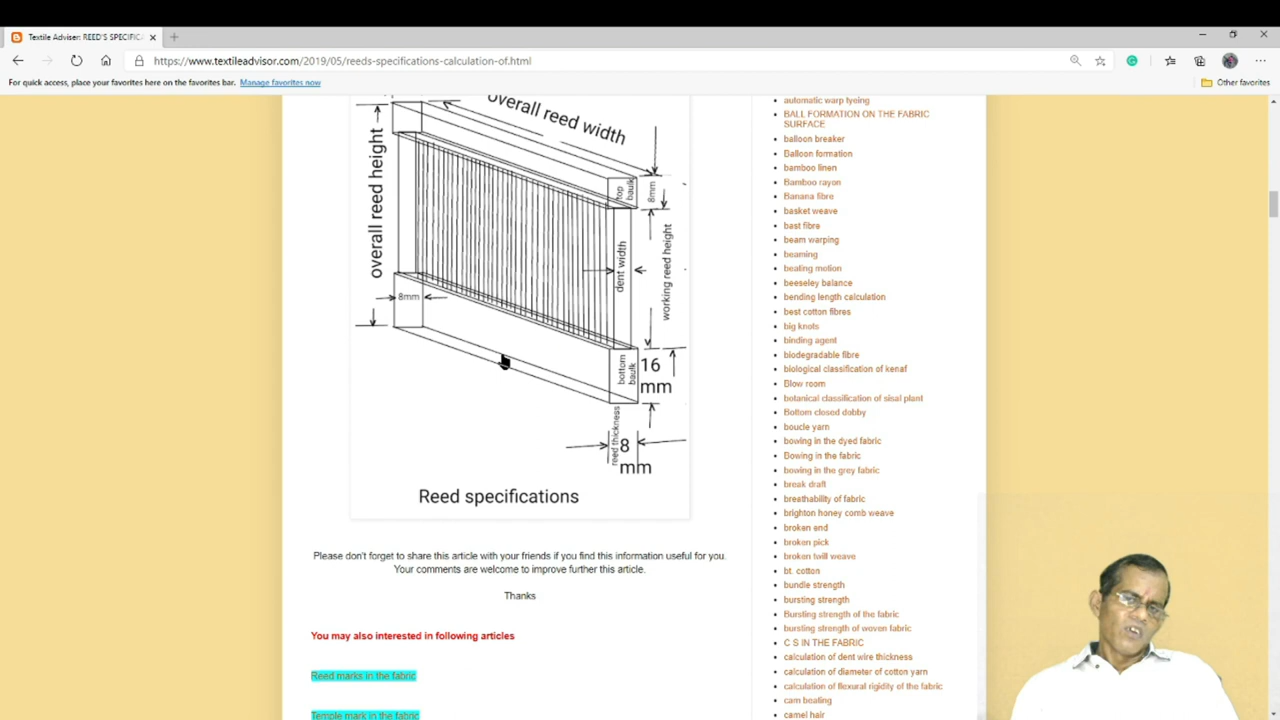 Textile Adviser: REED'S SPECIFIC
https://www.textileadvisor.com/2019/05/reeds-specifications-calculation-of.html
For quick access, place your favorites here on the favorites bar. Manage favorites now
Other favorites
overall reed width
overall reed height
top baulk
8mm
dent width
working reed height
8mm
bottom baulk
16
mm
reed thickness
8
mm
Reed specifications
Please don't forget to share this article with your friends if you find this information useful for you.
Your comments are welcome to improve further this article.
Thanks
You may also interested in following articles
Reed marks in the fabric
Temple mark in the fabric
automatic warp tyeing
BALL FORMATION ON THE FABRIC
SURFACE
balloon breaker
Balloon formation
bamboo linen
Bamboo rayon
Banana fibre
basket weave
bast fibre
beam warping
beaming
beating motion
beeseley balance
bending length calculation
best cotton fibres
big knots
binding agent
biodegradable fibre
biological classification of kenaf
Blow room
botanical classification of sisal plant
Bottom closed dobby
boucle yarn
bowing in the dyed fabric
Bowing in the fabric
bowing in the grey fabric
break draft
breathability of fabric
brighton honey comb weave
broken end
broken pick
broken twill weave
bt. cotton
bundle strength
bursting strength
Bursting strength of the fabric
bursting strength of woven fabric
C S IN THE FABRIC
calculation of dent wire thickness
calculation of diameter of cotton yarn
calculation of flexural rigidity of the fabric
cam beating
camel hair